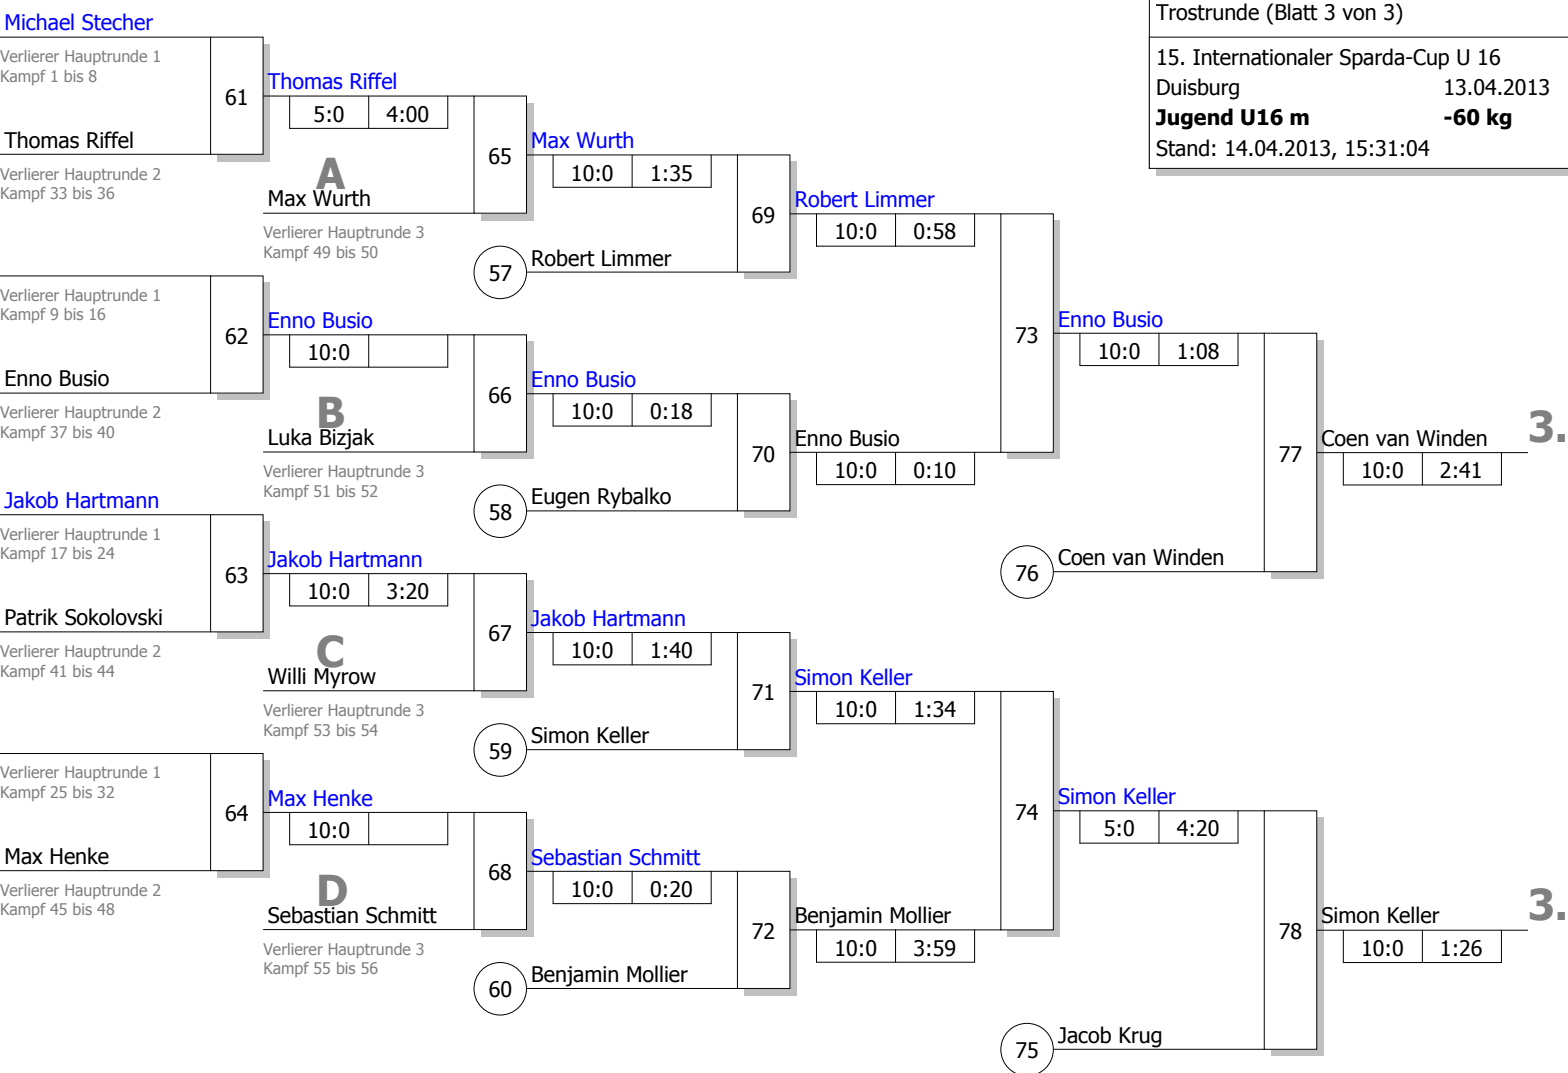 Trostrunde (Blatt 3 von 3)
15. Internationaler Sparda-Cup U 16
Duisburg 13.04.2013
Jugend U16 m -60 kg
Stand: 14.04.2013, 15:31:04
Michael Stecher
Verlierer Hauptrunde 1
Kampf 1 bis 8
61
Thomas Riffel
Verlierer Hauptrunde 2
Kampf 33 bis 36
Thomas Riffel
5:0 4:00
A
65
Max Wurth
Verlierer Hauptrunde 3
Kampf 49 bis 50
Max Wurth
10:0 1:35
69
57
Robert Limmer
Robert Limmer
10:0 0:58
Verlierer Hauptrunde 1
Kampf 9 bis 16
62
Enno Busio
Verlierer Hauptrunde 2
Kampf 37 bis 40
Enno Busio
10:0
B
66
Luka Bizjak
Verlierer Hauptrunde 3
Kampf 51 bis 52
Enno Busio
10:0 0:18
70
58
Eugen Rybalko
Enno Busio
10:0 0:10
73
Enno Busio
10:0 1:08
77
76
Coen van Winden
Coen van Winden
10:0 2:41
3.
Jakob Hartmann
Verlierer Hauptrunde 1
Kampf 17 bis 24
63
Patrik Sokolovski
Verlierer Hauptrunde 2
Kampf 41 bis 44
Jakob Hartmann
10:0 3:20
C
67
Willi Myrow
Verlierer Hauptrunde 3
Kampf 53 bis 54
Jakob Hartmann
10:0 1:40
71
59
Simon Keller
Simon Keller
10:0 1:34
Verlierer Hauptrunde 1
Kampf 25 bis 32
64
Max Henke
Verlierer Hauptrunde 2
Kampf 45 bis 48
Max Henke
10:0
D
68
Sebastian Schmitt
Verlierer Hauptrunde 3
Kampf 55 bis 56
Sebastian Schmitt
10:0 0:20
72
60
Benjamin Mollier
Benjamin Mollier
10:0 3:59
74
Simon Keller
5:0 4:20
78
75
Jacob Krug
Simon Keller
10:0 1:26
3.